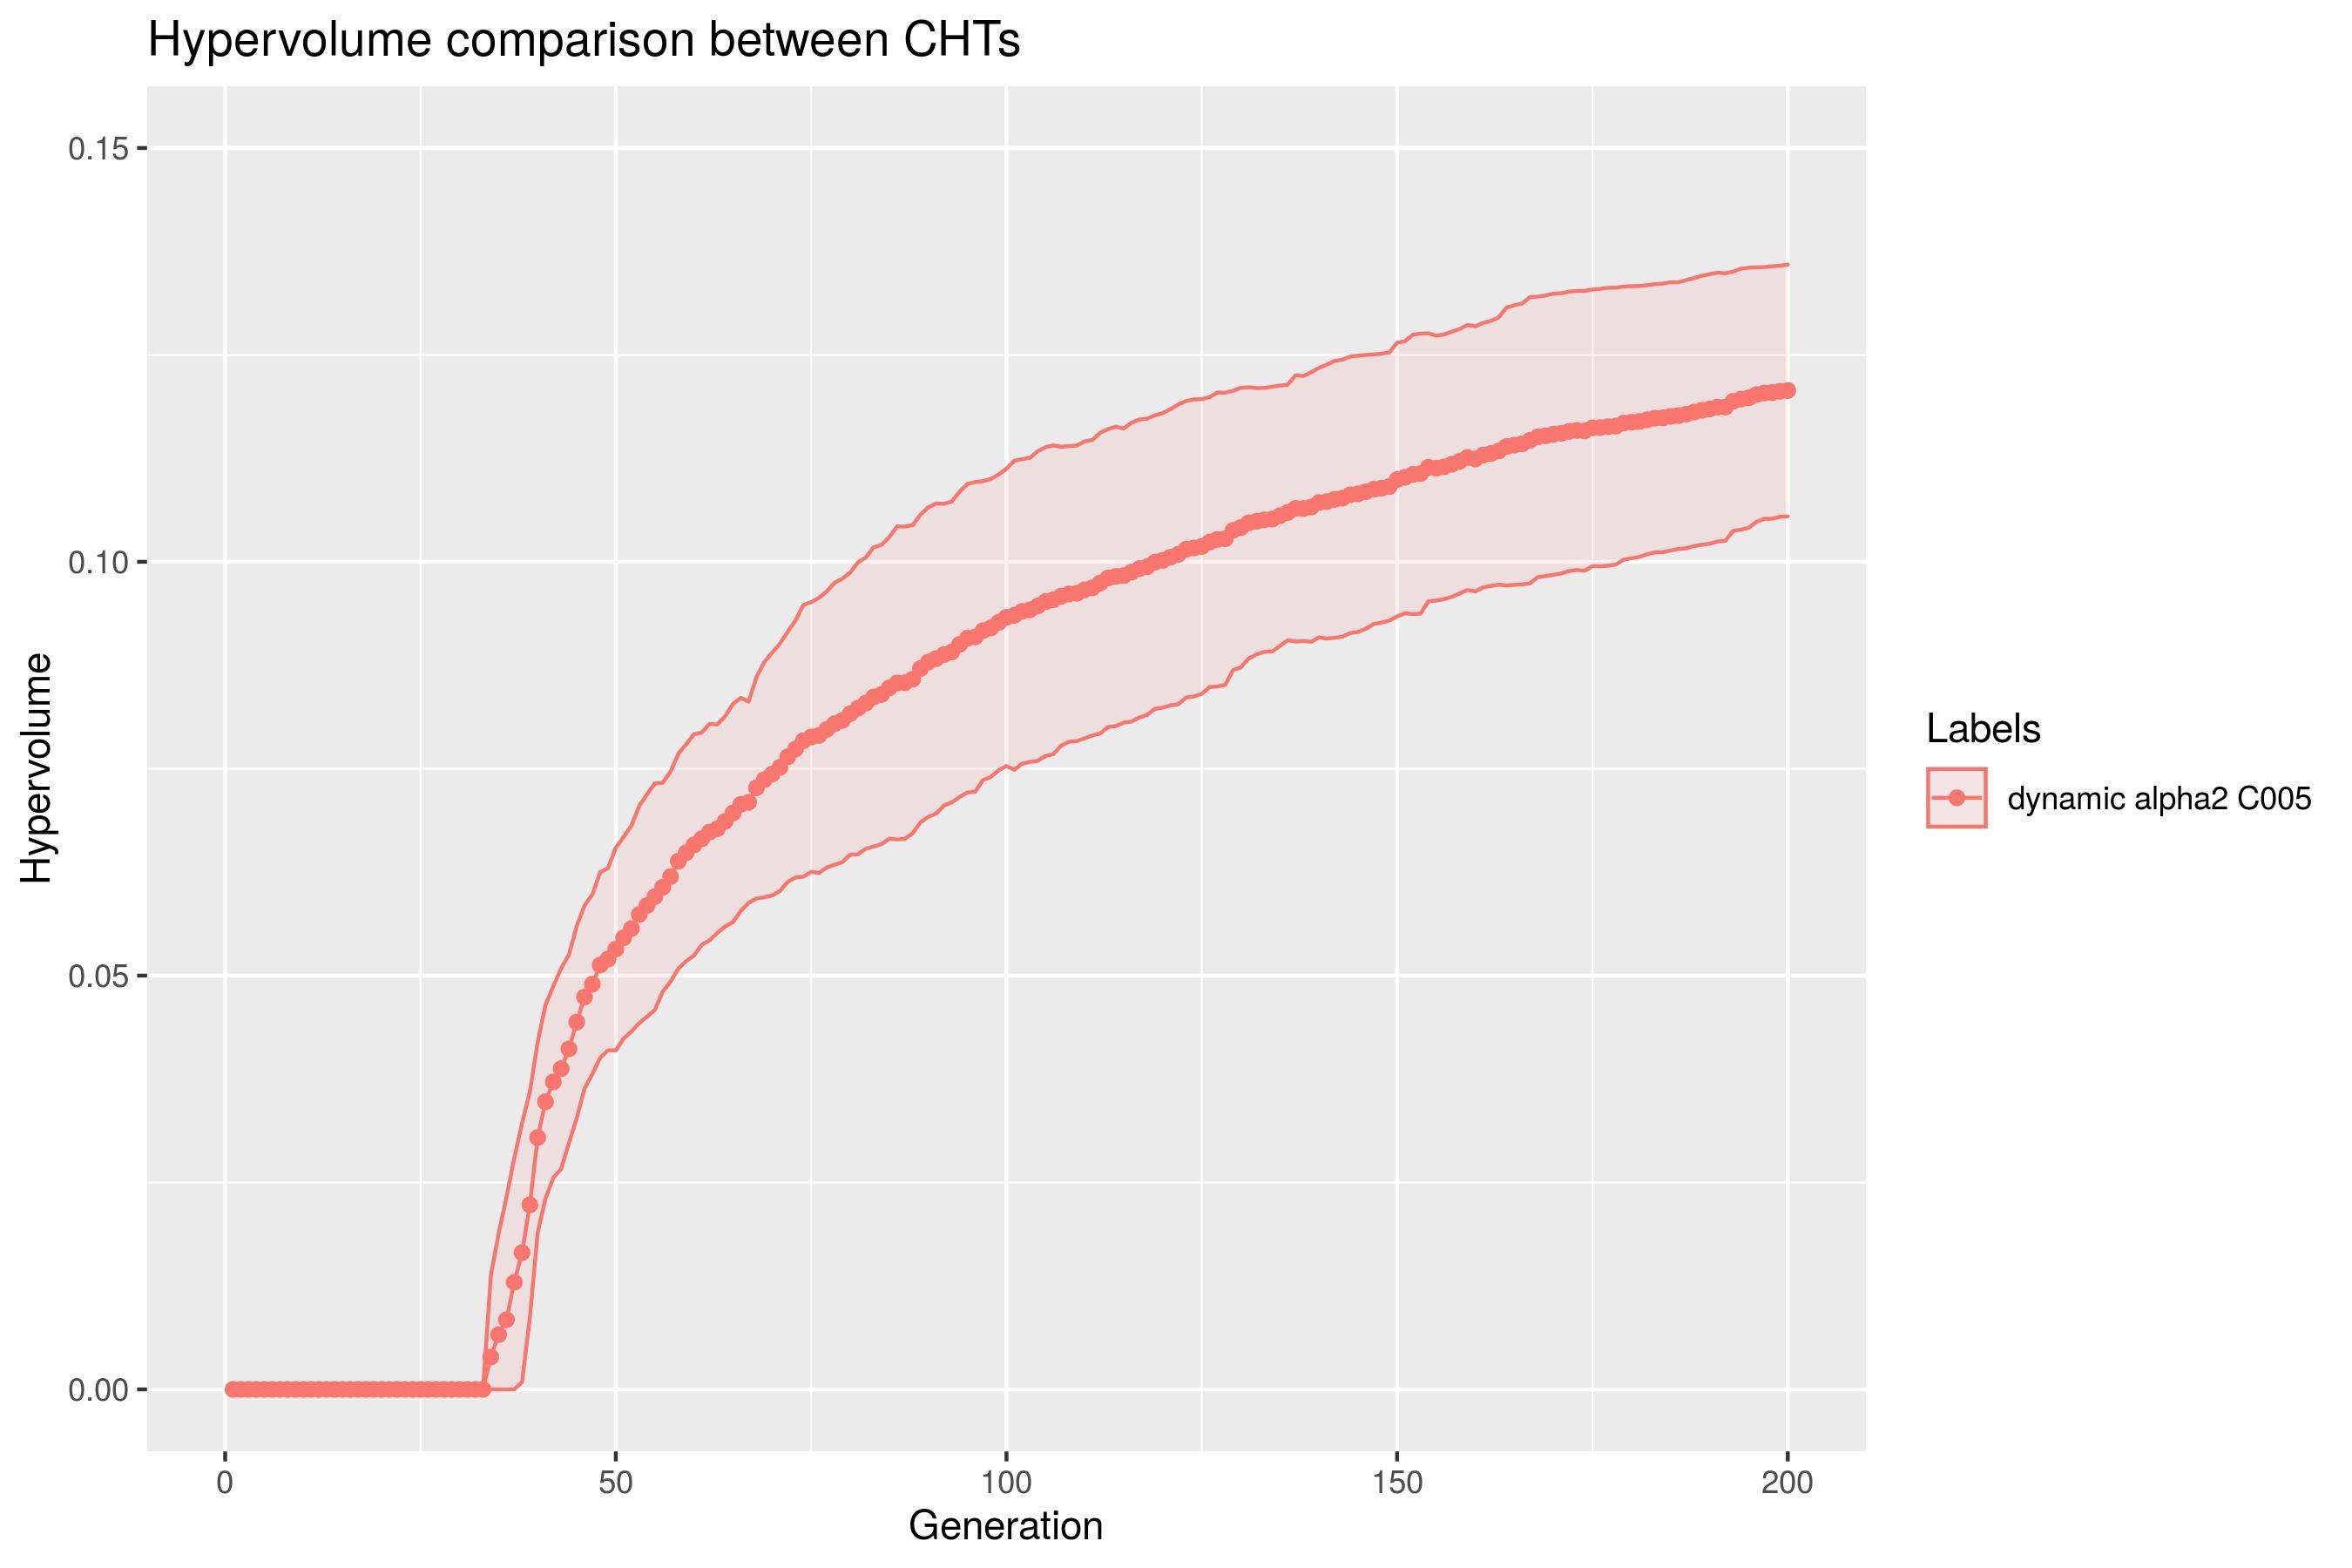 Hypervolume comparison between CHTs
0.15
0.10
0.05
0.00
Hypervolume
0 50 100 150 200
Generation
Labels
dynamic alpha2 C005